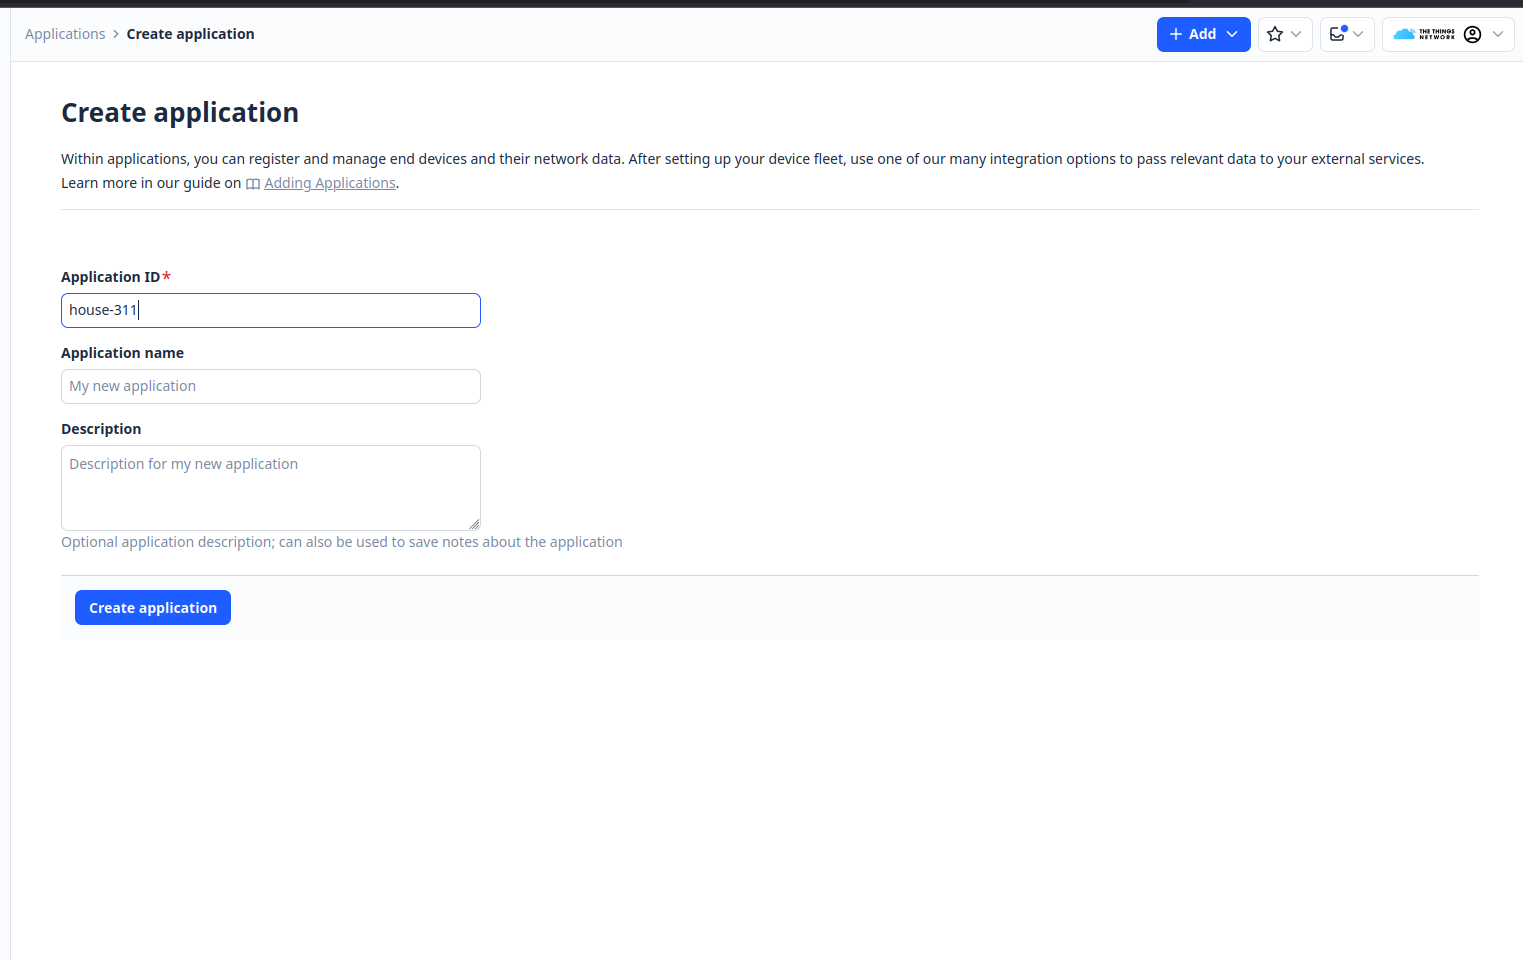 Applications > Create application
Add
THE THINGS
NETWORK
Create application
Within applications, you can register and manage end devices and their network data. After setting up your device fleet, use one of our many integration options to pass relevant data to your external services.
Learn more in our guide on Adding Applications.
Application ID*
house-311
Application name
My new application
Description
Description for my new application
Optional application description; can also be used to save notes about the application
Create application